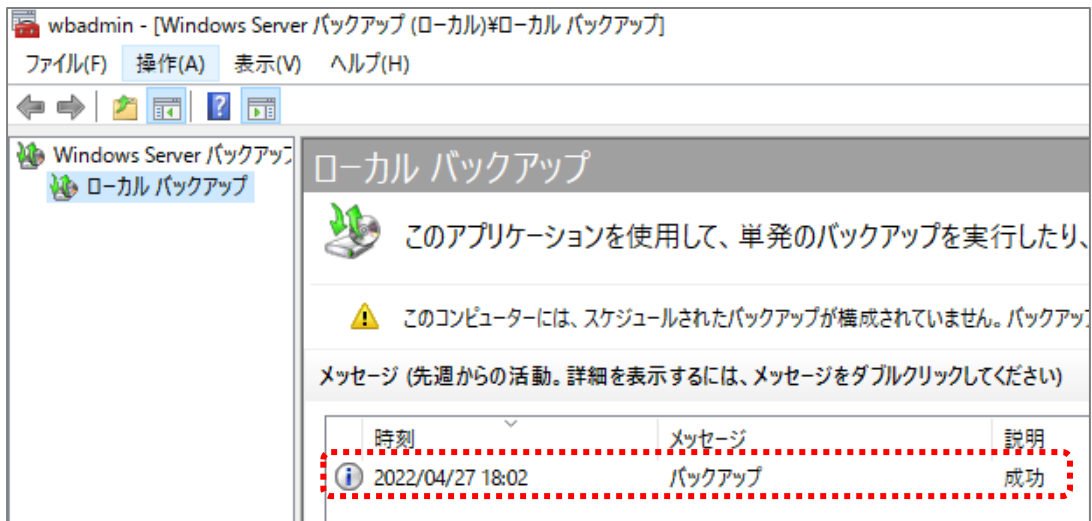 wbadmin - [Windows Server バックアップ (ローカル)¥ローカル バックアップ]
ファイル(F) 操作(A) 表示(V) ヘルプ(H)
Windows Server バックアップ
ローカル バックアップ
ローカル バックアップ
このアプリケーションを使用して、単発のバックアップを実行したり、
このコンピューターには、スケジュールされたバックアップが構成されていません。バックアップ
メッセージ (先週からの活動。詳細を表示するには、メッセージをダブルクリックしてください)
時刻 メッセージ 説明
2022/04/27 18:02 バックアップ 成功